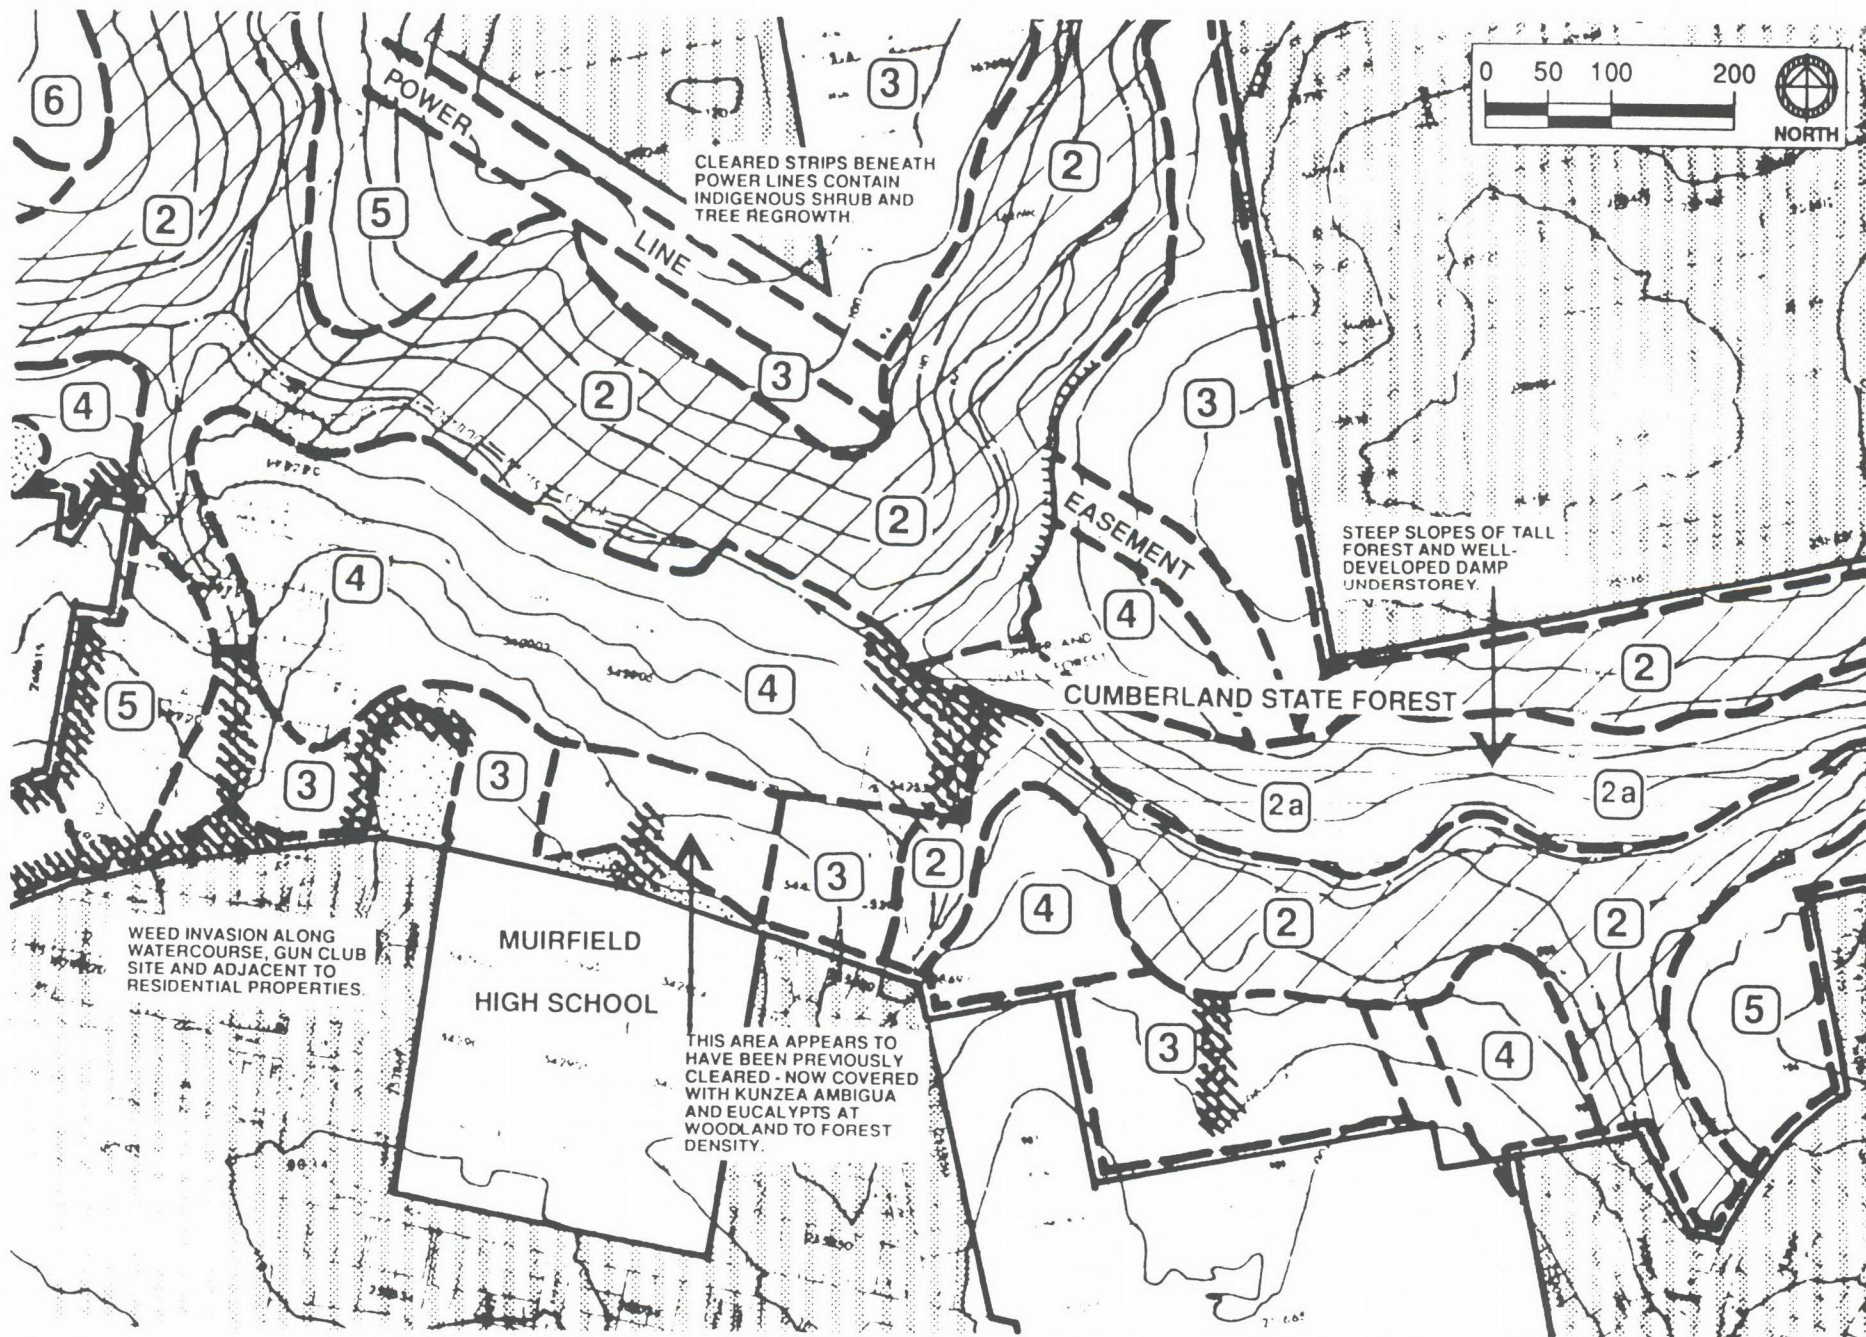 0 50 100 200
NORTH
6
3
POWER
CLEARED STRIPS BENEATH
POWER LINES CONTAIN
INDIGENOUS SHRUB AND
TREE REGROWTH.
2
2
5
LINE
3
2
3
4
2
EASEMENT
STEEP SLOPES OF TALL
FOREST AND WELL-
DEVELOPED DAMP
UNDERSTOREY.
4
4
2
4
CUMBERLAND STATE FOREST
5
3
3
2a
2a
3
2
4
2
2
WEED INVASION ALONG
WATERCOURSE, GUN CLUB
SITE AND ADJACENT TO
RESIDENTIAL PROPERTIES.
MUIRFIELD
HIGH SCHOOL
5
3
4
THIS AREA APPEARS TO
HAVE BEEN PREVIOUSLY
CLEARED - NOW COVERED
WITH KUNZEA AMBIGUA
AND EUCALYPTS AT
WOODLAND TO FOREST
DENSITY.